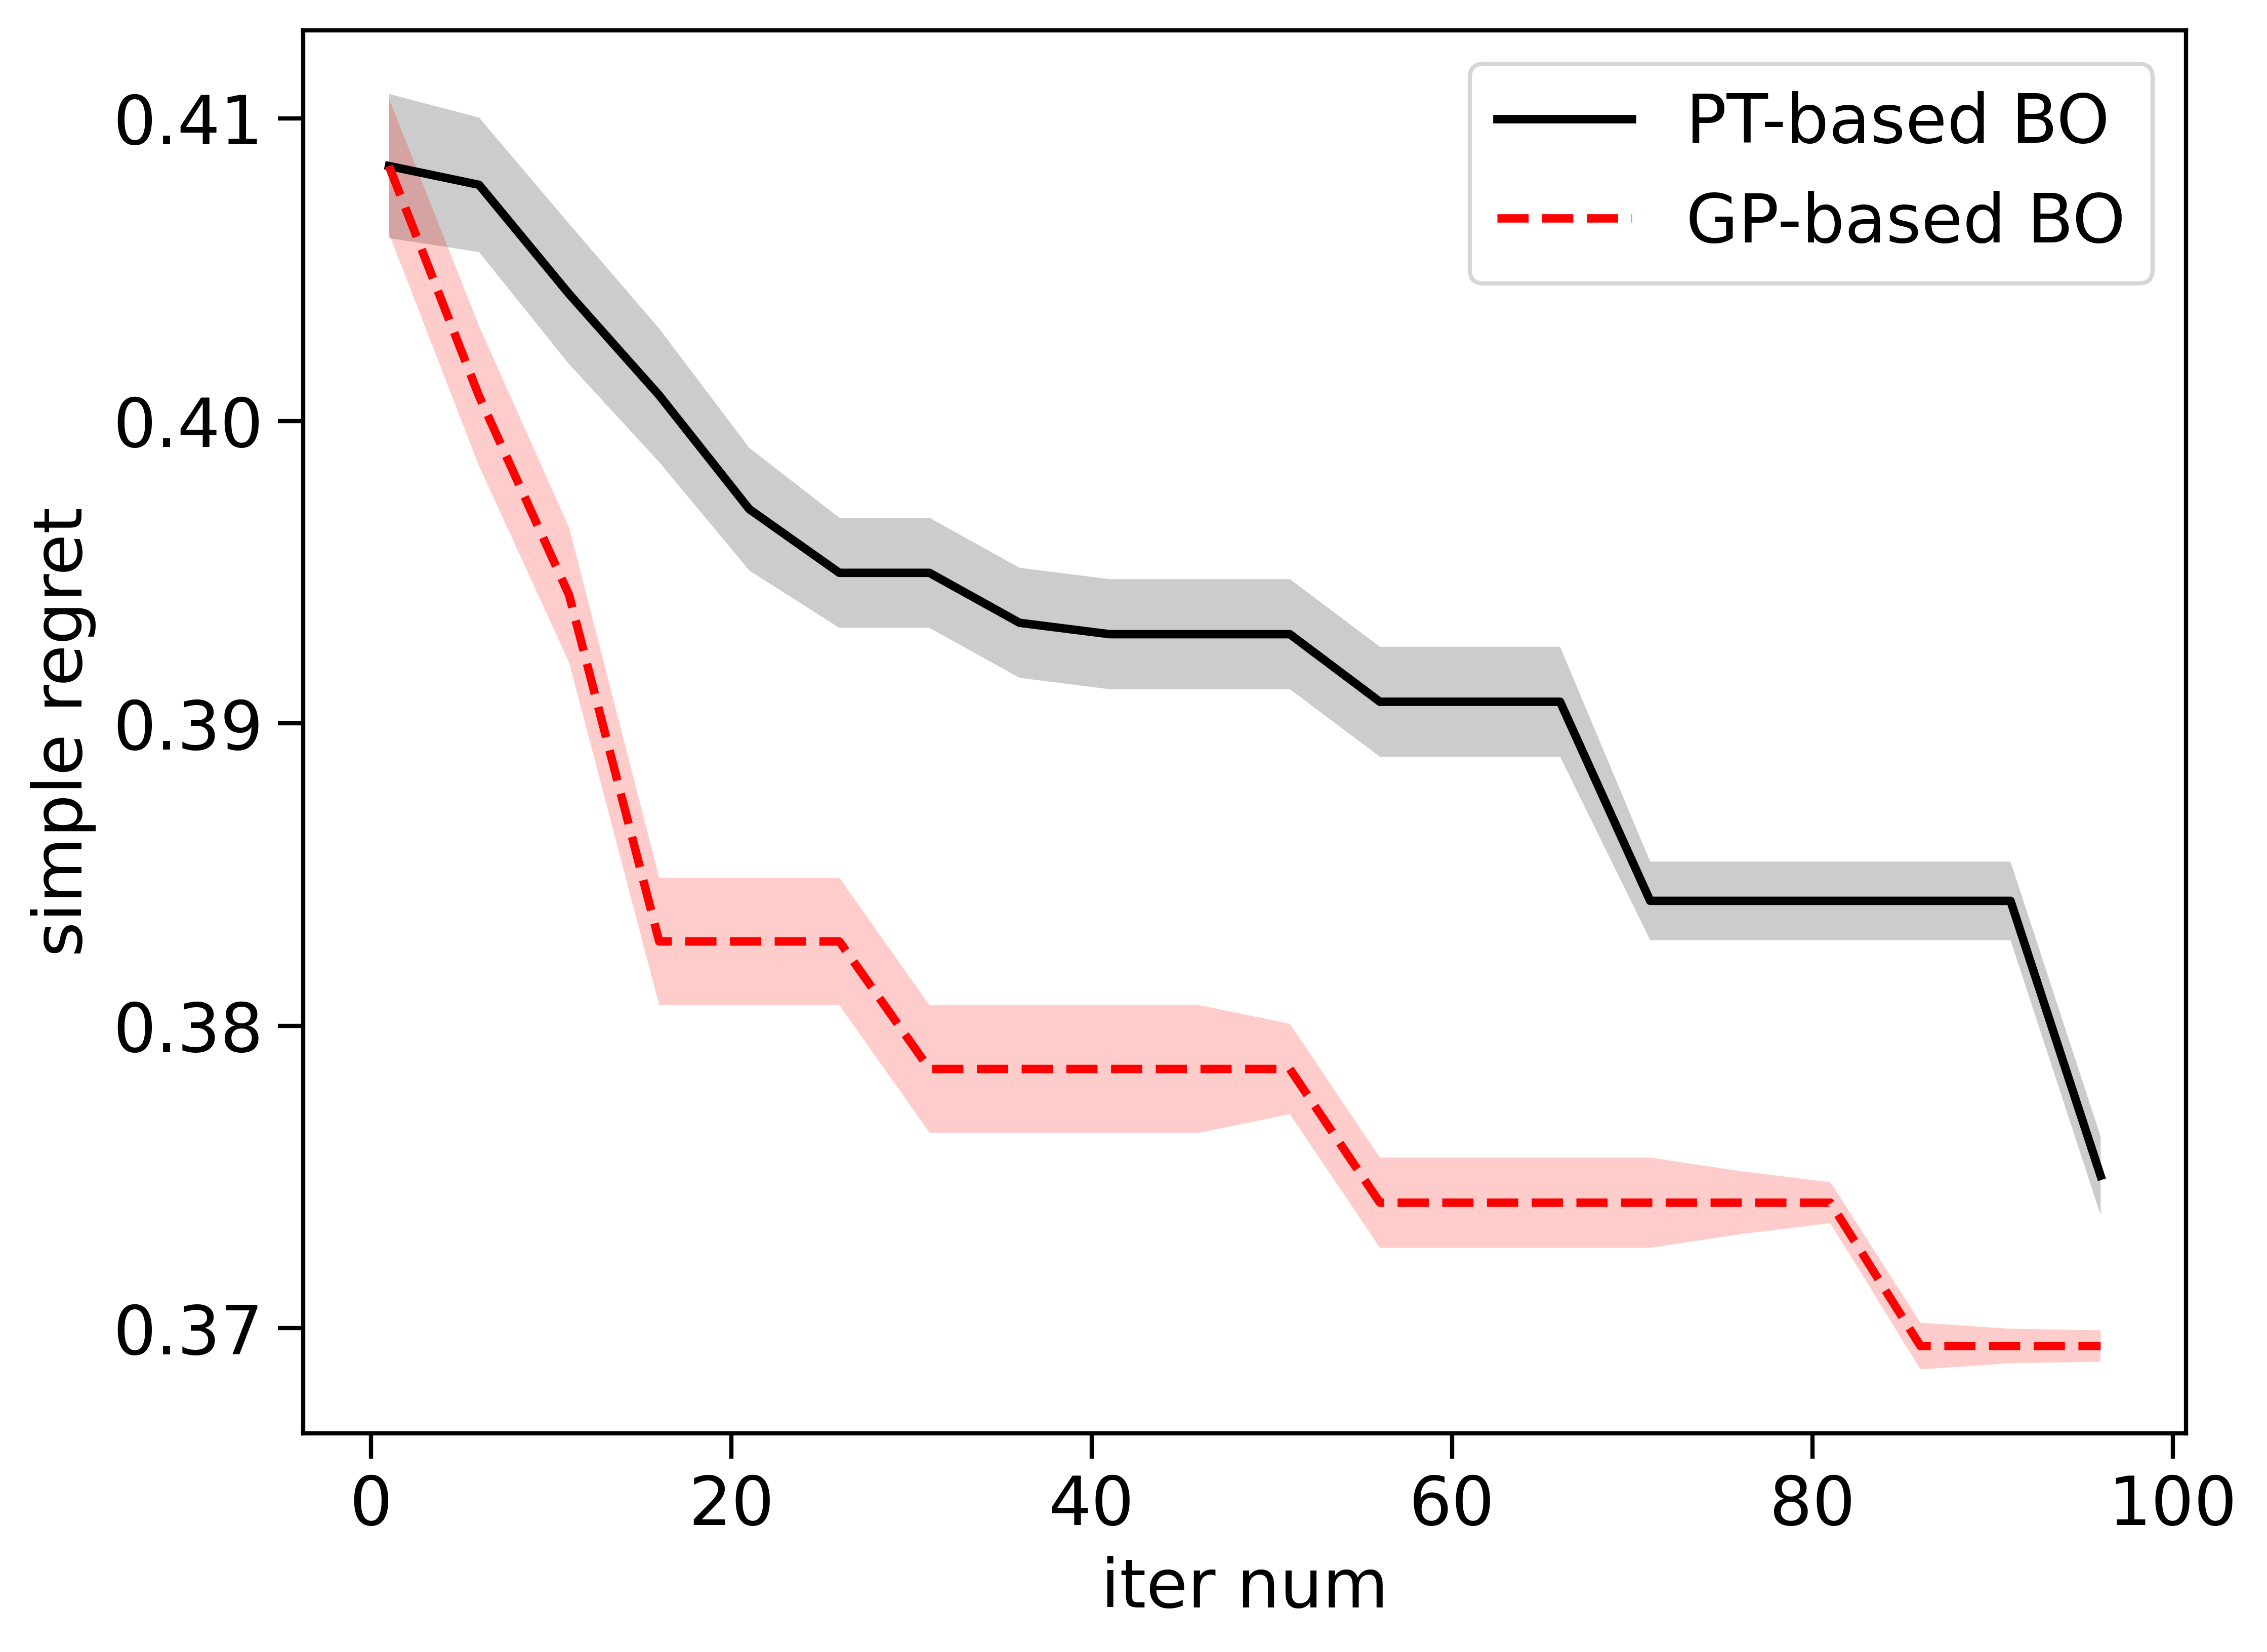 PT-based BO
GP-based BO
simple regret
0.41
0.40
0.39
0.38
0.37
0 20 40 60 80 100
iter num